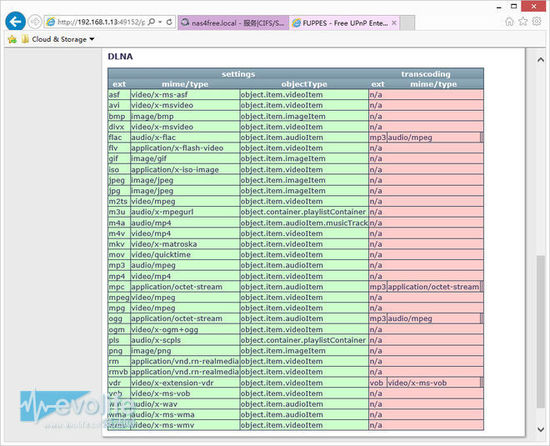 http://192.168.1.13:49152/p
nas4free.local - 服务|CIFS/S...
FUPPES - Free UPnP Ente...
Cloud & Storage
DLNA
settings transcoding
ext mime/type objectType ext mime/type
asf video/x-ms-asf object.item.videoItem n/a
avi video/x-msvideo object.item.videoItem n/a
bmp image/bmp object.item.imageItem n/a
divx video/x-msvideo object.item.videoItem n/a
flac audio/x-flac object.item.audioItem mp3 audio/mpeg
flv application/x-flash-video object.item.videoItem n/a
gif image/gif object.item.imageItem n/a
iso application/x-iso-image object.item.videoItem n/a
jpeg image/jpeg object.item.imageItem n/a
jpg image/jpeg object.item.imageItem n/a
m2ts video/mpeg object.item.videoItem n/a
m3u audio/x-mpegurl object.container.playlistContainer n/a
m4a audio/mp4 object.item.audioItem.musicTrack n/a
m4v video/mp4 object.item.videoItem n/a
mkv video/x-matroska object.item.videoItem n/a
mov video/quicktime object.item.videoItem n/a
mp3 audio/mpeg object.item.audioItem n/a
mp4 video/mp4 object.item.videoItem n/a
mpc application/octet-stream object.item.audioItem mp3 application/octet-stream
mpeg video/mpeg object.item.videoItem n/a
mpg video/mpeg object.item.videoItem n/a
ogg application/octet-stream object.item.audioItem mp3 audio/mpeg
ogm video/x-ogm+ogg object.item.videoItem n/a
pls audio/x-scpls object.container.playlistContainer n/a
png image/png object.item.imageItem n/a
rm application/vnd.rn-realmedia object.item.videoItem n/a
rmvb application/vnd.rn-realmedia object.item.videoItem n/a
vdr video/x-extension-vdr object.item.videoItem vob video/x-ms-vob
vob video/x-ms-vob object.item.videoItem n/a
wav audio/x-wav object.item.audioItem n/a
wma audio/x-ms-wma object.item.audioItem n/a
wmv video/x-ms-wmv object.item.videoItem n/a
evolife